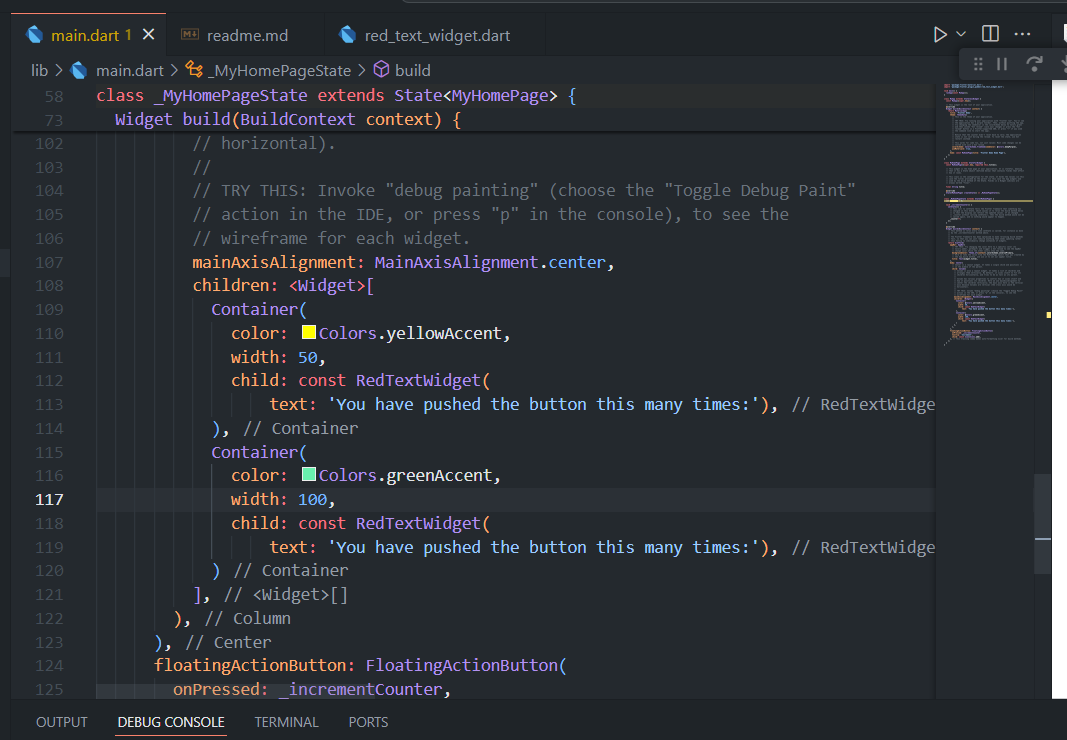 main.dart 1 readme.md red_text_widget.dart
lib > main.dart > _MyHomePageState > build
58 class _MyHomePageState extends State<MyHomePage> {
73 Widget build(BuildContext context) {
102 // horizontal).
103 //
104 // TRY THIS: Invoke "debug painting" (choose the "Toggle Debug Paint"
105 // action in the IDE, or press "p" in the console), to see the
106 // wireframe for each widget.
107 mainAxisAlignment: MainAxisAlignment.center,
108 children: <Widget>[
109 Container(
110 color: Colors.yellowAccent,
111 width: 50,
112 child: const RedTextWidget(
113 text: 'You have pushed the button this many times:'), // RedTextWidge
114 ), // Container
115 Container(
116 color: Colors.greenAccent,
117 width: 100,
118 child: const RedTextWidget(
119 text: 'You have pushed the button this many times:'), // RedTextWidge
120 ) // Container
121 ], // <Widget>[]
122 ), // Column
123 ), // Center
124 floatingActionButton: FloatingActionButton(
125 onPressed: _incrementCounter,
OUTPUT DEBUG CONSOLE TERMINAL PORTS